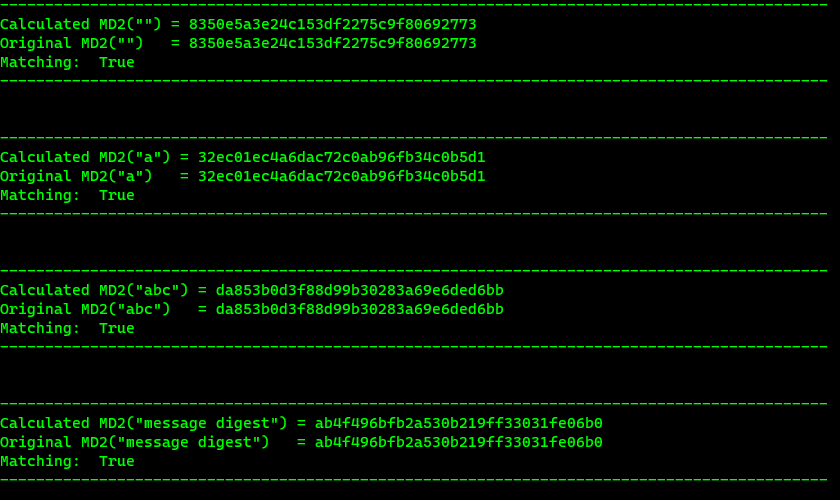 --------------------------------------------------------------------------------------------
Calculated MD2("") = 8350e5a3e24c153df2275c9f80692773
Original MD2("")   = 8350e5a3e24c153df2275c9f80692773
Matching:  True
--------------------------------------------------------------------------------------------
--------------------------------------------------------------------------------------------
Calculated MD2("a") = 32ec01ec4a6dac72c0ab96fb34c0b5d1
Original MD2("a")   = 32ec01ec4a6dac72c0ab96fb34c0b5d1
Matching:  True
--------------------------------------------------------------------------------------------
--------------------------------------------------------------------------------------------
Calculated MD2("abc") = da853b0d3f88d99b30283a69e6ded6bb
Original MD2("abc")   = da853b0d3f88d99b30283a69e6ded6bb
Matching:  True
--------------------------------------------------------------------------------------------
--------------------------------------------------------------------------------------------
Calculated MD2("message digest") = ab4f496bfb2a530b219ff33031fe06b0
Original MD2("message digest")   = ab4f496bfb2a530b219ff33031fe06b0
Matching:  True
--------------------------------------------------------------------------------------------